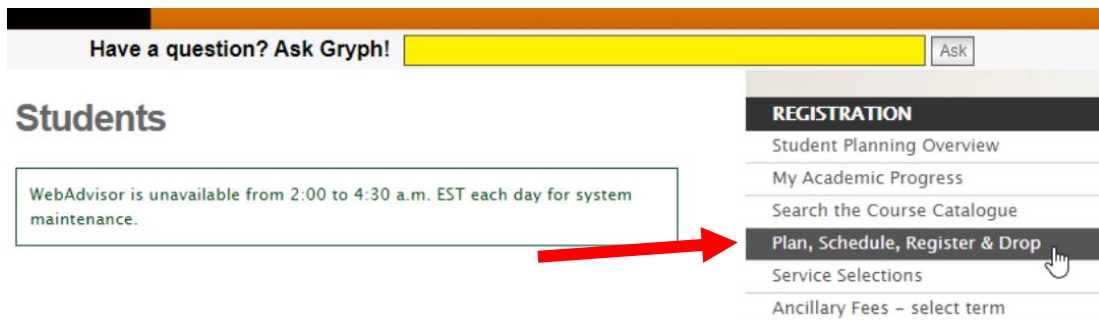 Have a question? Ask Gryph!
Ask
Students
WebAdvisor is unavailable from 2:00 to 4:30 a.m. EST each day for system
maintenance.
REGISTRATION
Student Planning Overview
My Academic Progress
Search the Course Catalogue
Plan, Schedule, Register & Drop
Service Selections
Ancillary Fees – select term